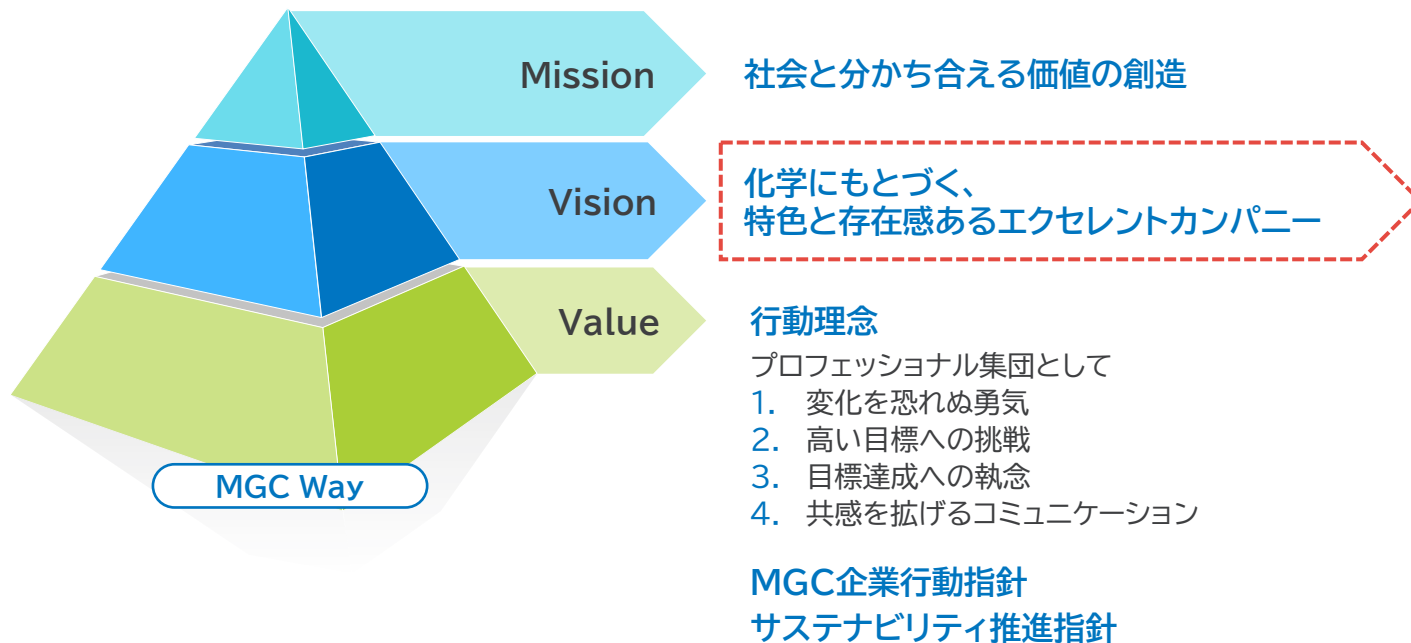 Mission
社会と分かち合える価値の創造
Vision
化学にもとづく、
特色と存在感あるエクセレントカンパニー
Value
行動理念
プロフェッショナル集団として
1. 変化を恐れぬ勇気
2. 高い目標への挑戦
3. 目標達成への執念
4. 共感を拡げるコミュニケーション
MGC企業行動指針
サステナビリティ推進指針
MGC Way